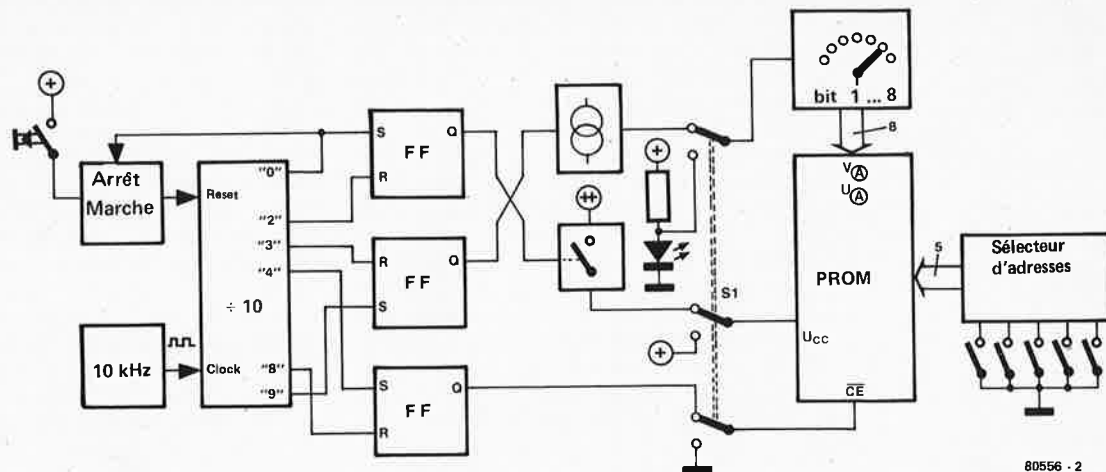 +
Arrêt
Marche
Reset
"0"
"2"
"3"
"4"
÷ 10
Clock
"8"
"9"
10 kHz
S
Q
FF
R
R
Q
FF
S
S
Q
FF
R
++
+
S1
+
bit 1 ... 8
8
V A
U A
PROM
UCC
CE
5
Sélecteur
d'adresses
80556 - 2